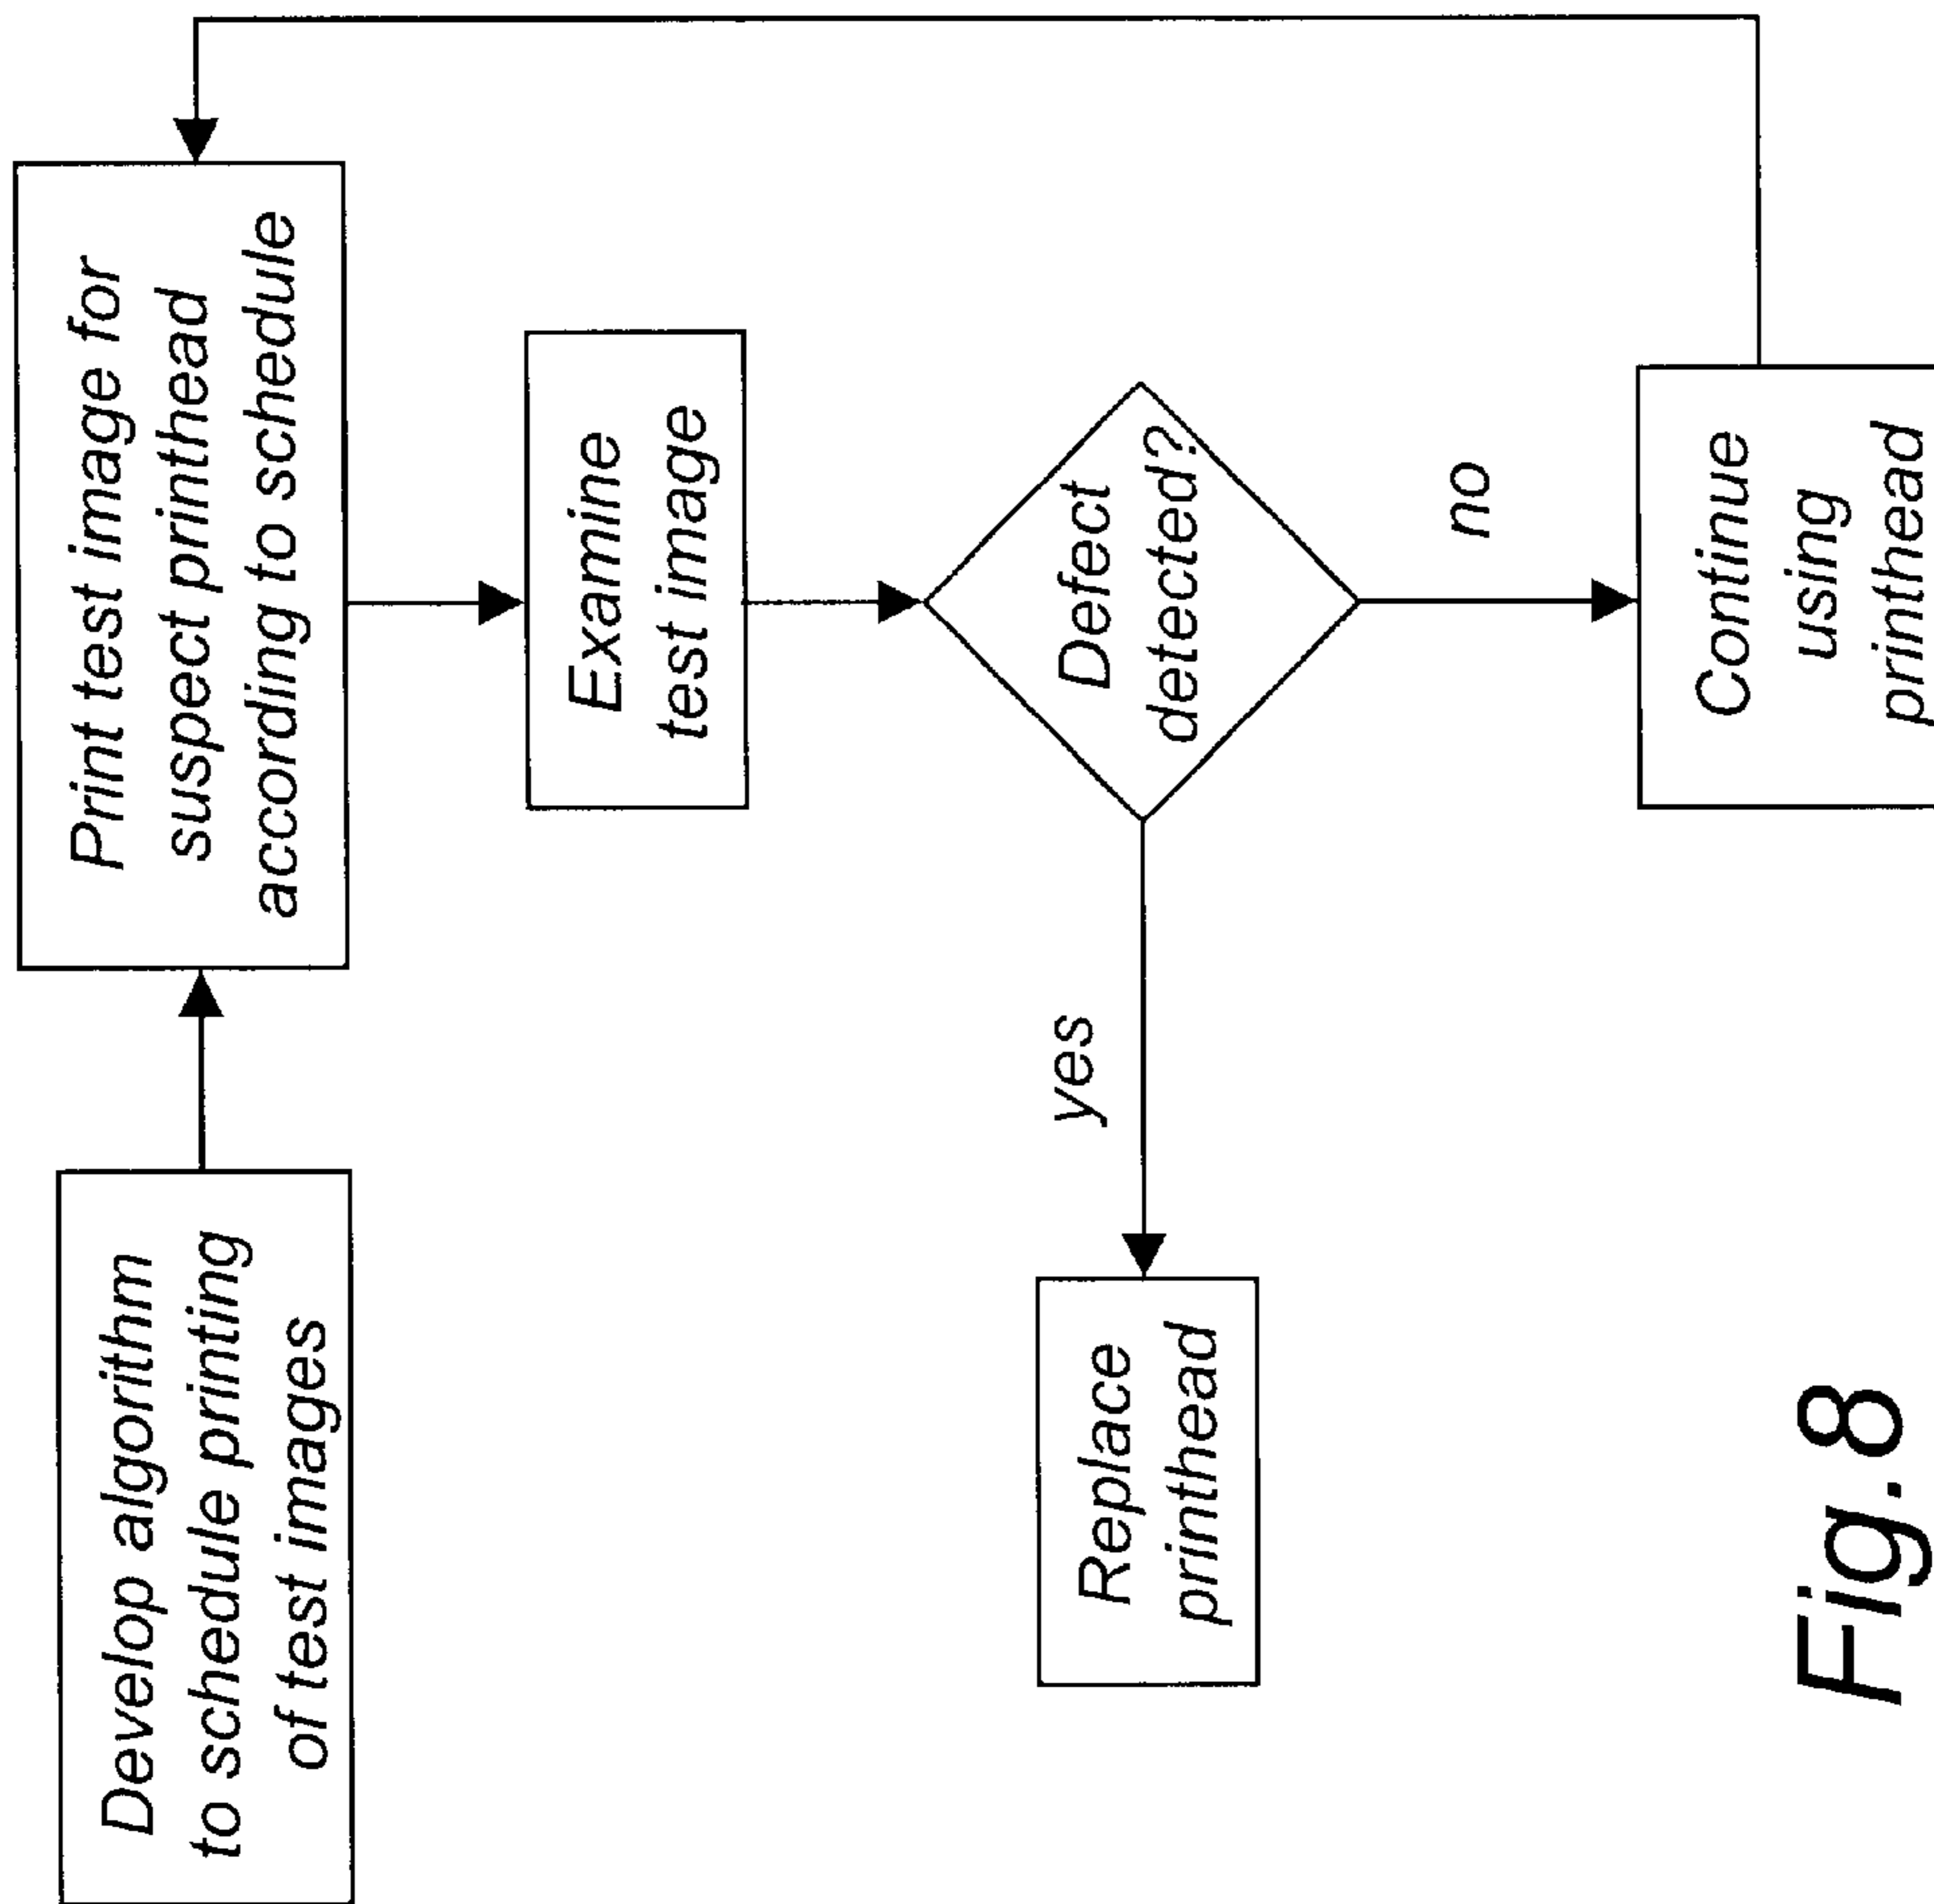 Develop algorithm
to schedule printing
of test images
Print test image for
suspect printhead
according to schedule
Examine
test image
Defect
detected?
yes
Replace
printhead
no
Continue
using
printhead
Fig.8